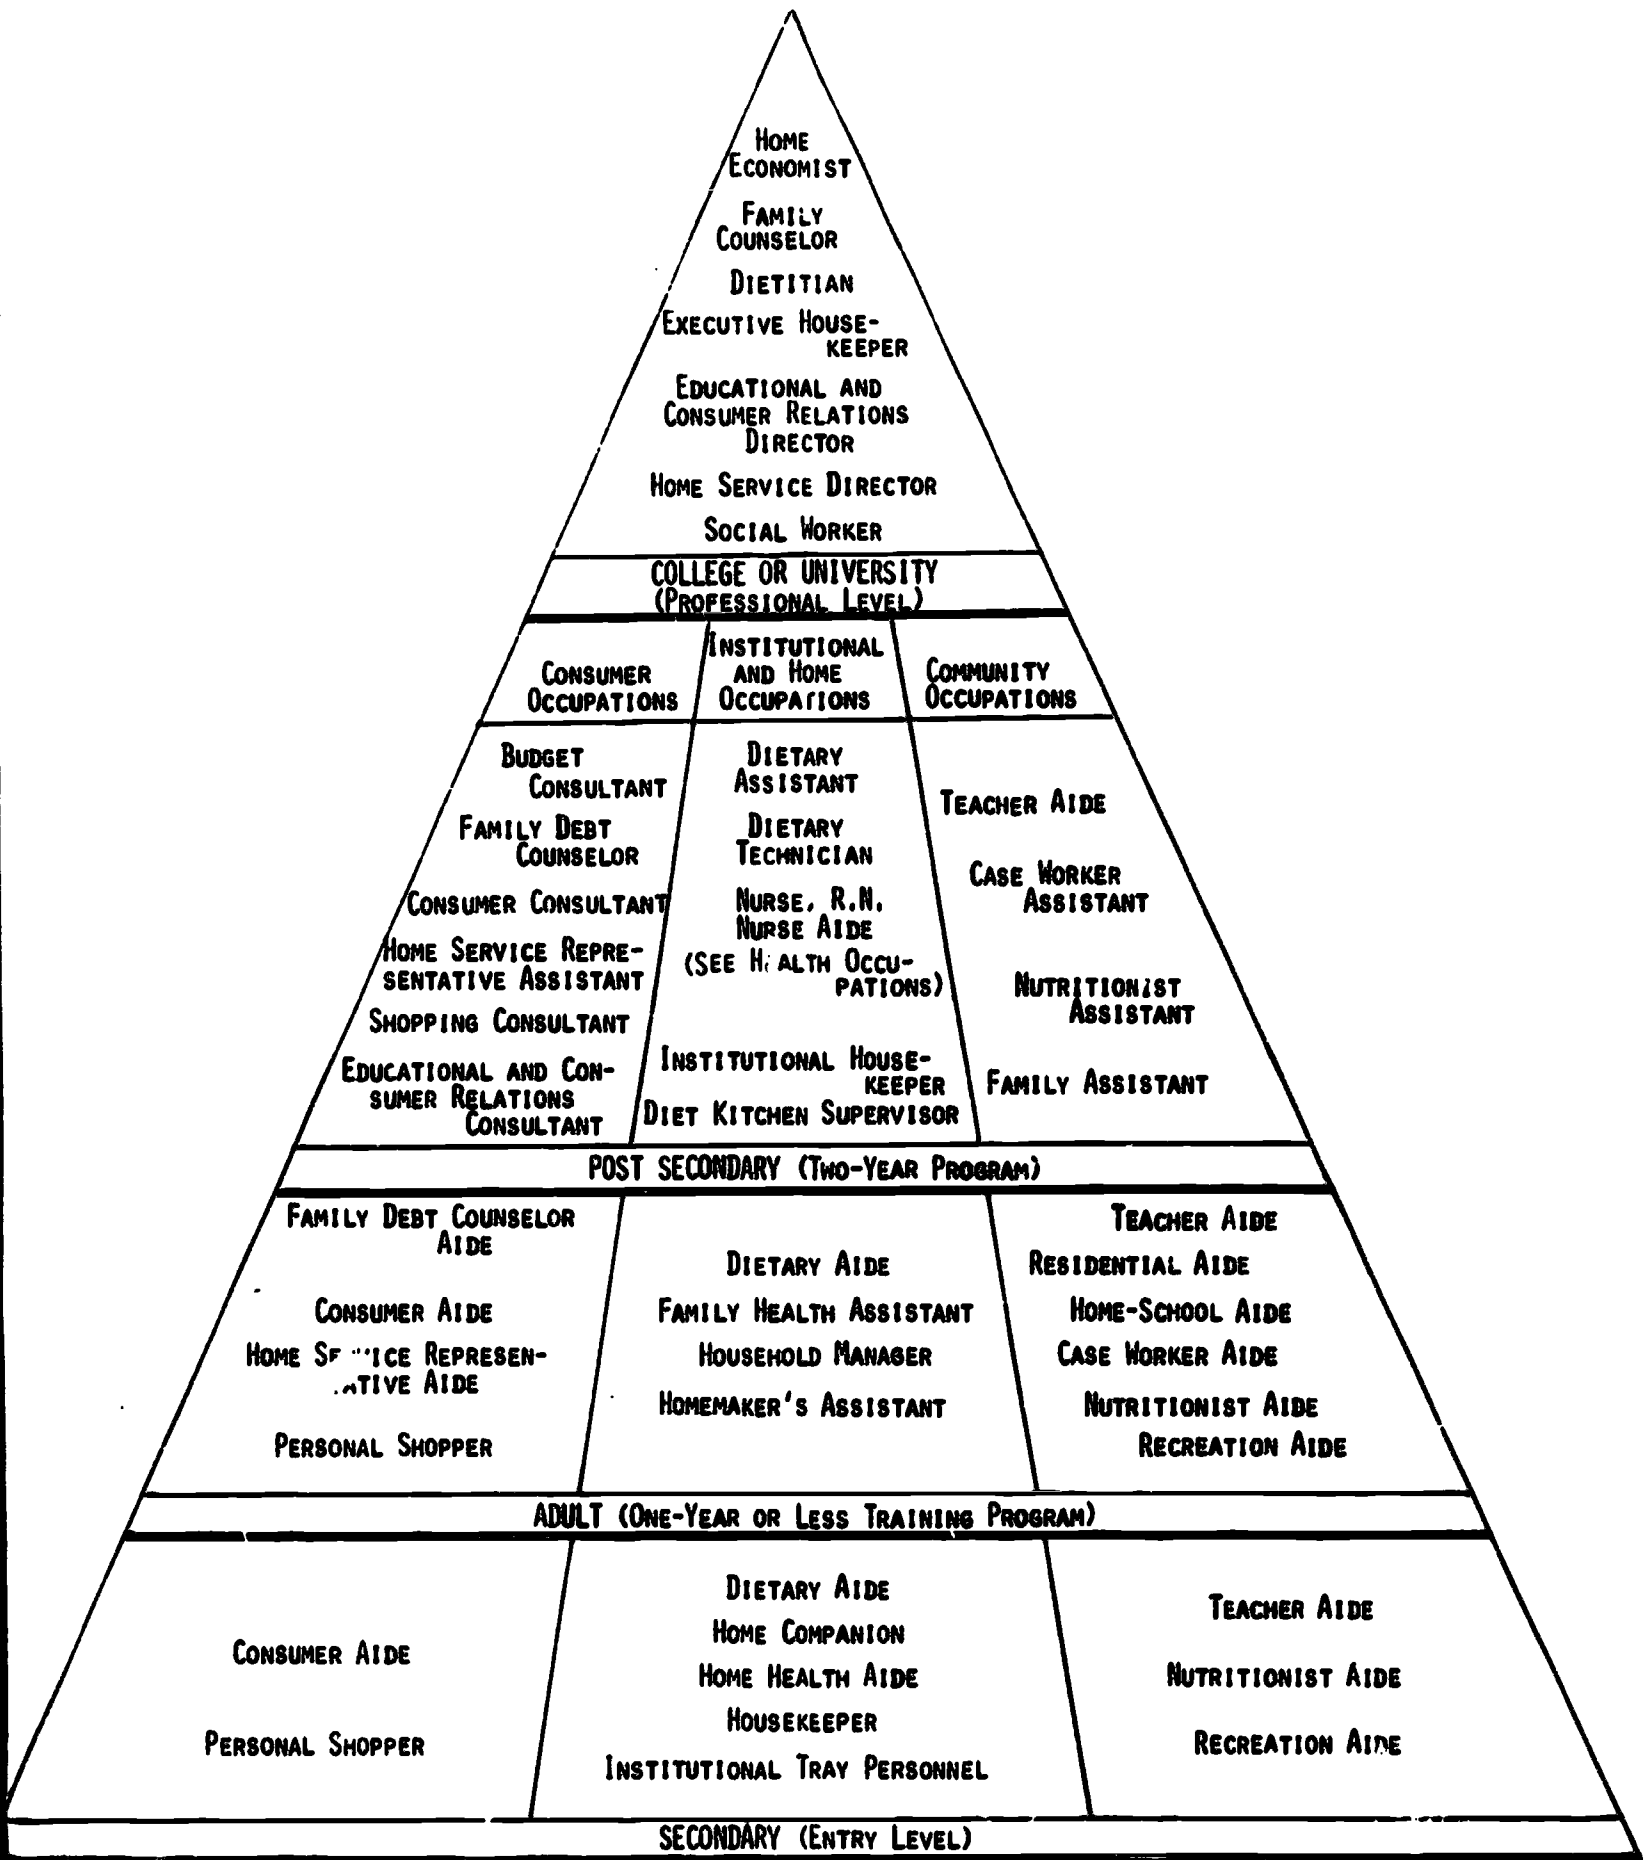 HOME
ECONOMIST
FAMILY
COUNSELOR
DIETITIAN
EXECUTIVE HOUSE-
KEEPER
EDUCATIONAL AND
CONSUMER RELATIONS
DIRECTOR
HOME SERVICE DIRECTOR
SOCIAL WORKER
COLLEGE OR UNIVERSITY
(PROFESSIONAL LEVEL)
CONSUMER
OCCUPATIONS
INSTITUTIONAL
AND HOME
OCCUPATIONS
COMMUNITY
OCCUPATIONS
BUDGET
CONSULTANT
FAMILY DEBT
COUNSELOR
CONSUMER CONSULTANT
HOME SERVICE REPRE-
SENTATIVE ASSISTANT
SHOPPING CONSULTANT
EDUCATIONAL AND CON-
SUMER RELATIONS
CONSULTANT
DIETARY
ASSISTANT
DIETARY
TECHNICIAN
NURSE, R.N.
NURSE AIDE
(SEE HEALTH OCCU-
PATIONS)
INSTITUTIONAL HOUSE-
KEEPER
DIET KITCHEN SUPERVISOR
TEACHER AIDE
CASE WORKER
ASSISTANT
NUTRITIONIST
ASSISTANT
FAMILY ASSISTANT
POST SECONDARY (TWO-YEAR PROGRAM)
FAMILY DEBT COUNSELOR
AIDE
CONSUMER AIDE
HOME SERVICE REPRESEN-
TATIVE AIDE
PERSONAL SHOPPER
DIETARY AIDE
FAMILY HEALTH ASSISTANT
HOUSEHOLD MANAGER
HOMEMAKER'S ASSISTANT
TEACHER AIDE
RESIDENTIAL AIDE
HOME-SCHOOL AIDE
CASE WORKER AIDE
NUTRITIONIST AIDE
RECREATION AIDE
ADULT (ONE-YEAR OR LESS TRAINING PROGRAM)
CONSUMER AIDE
PERSONAL SHOPPER
DIETARY AIDE
HOME COMPANION
HOME HEALTH AIDE
HOUSEKEEPER
INSTITUTIONAL TRAY PERSONNEL
TEACHER AIDE
NUTRITIONIST AIDE
RECREATION AIDE
SECONDARY (ENTRY LEVEL)